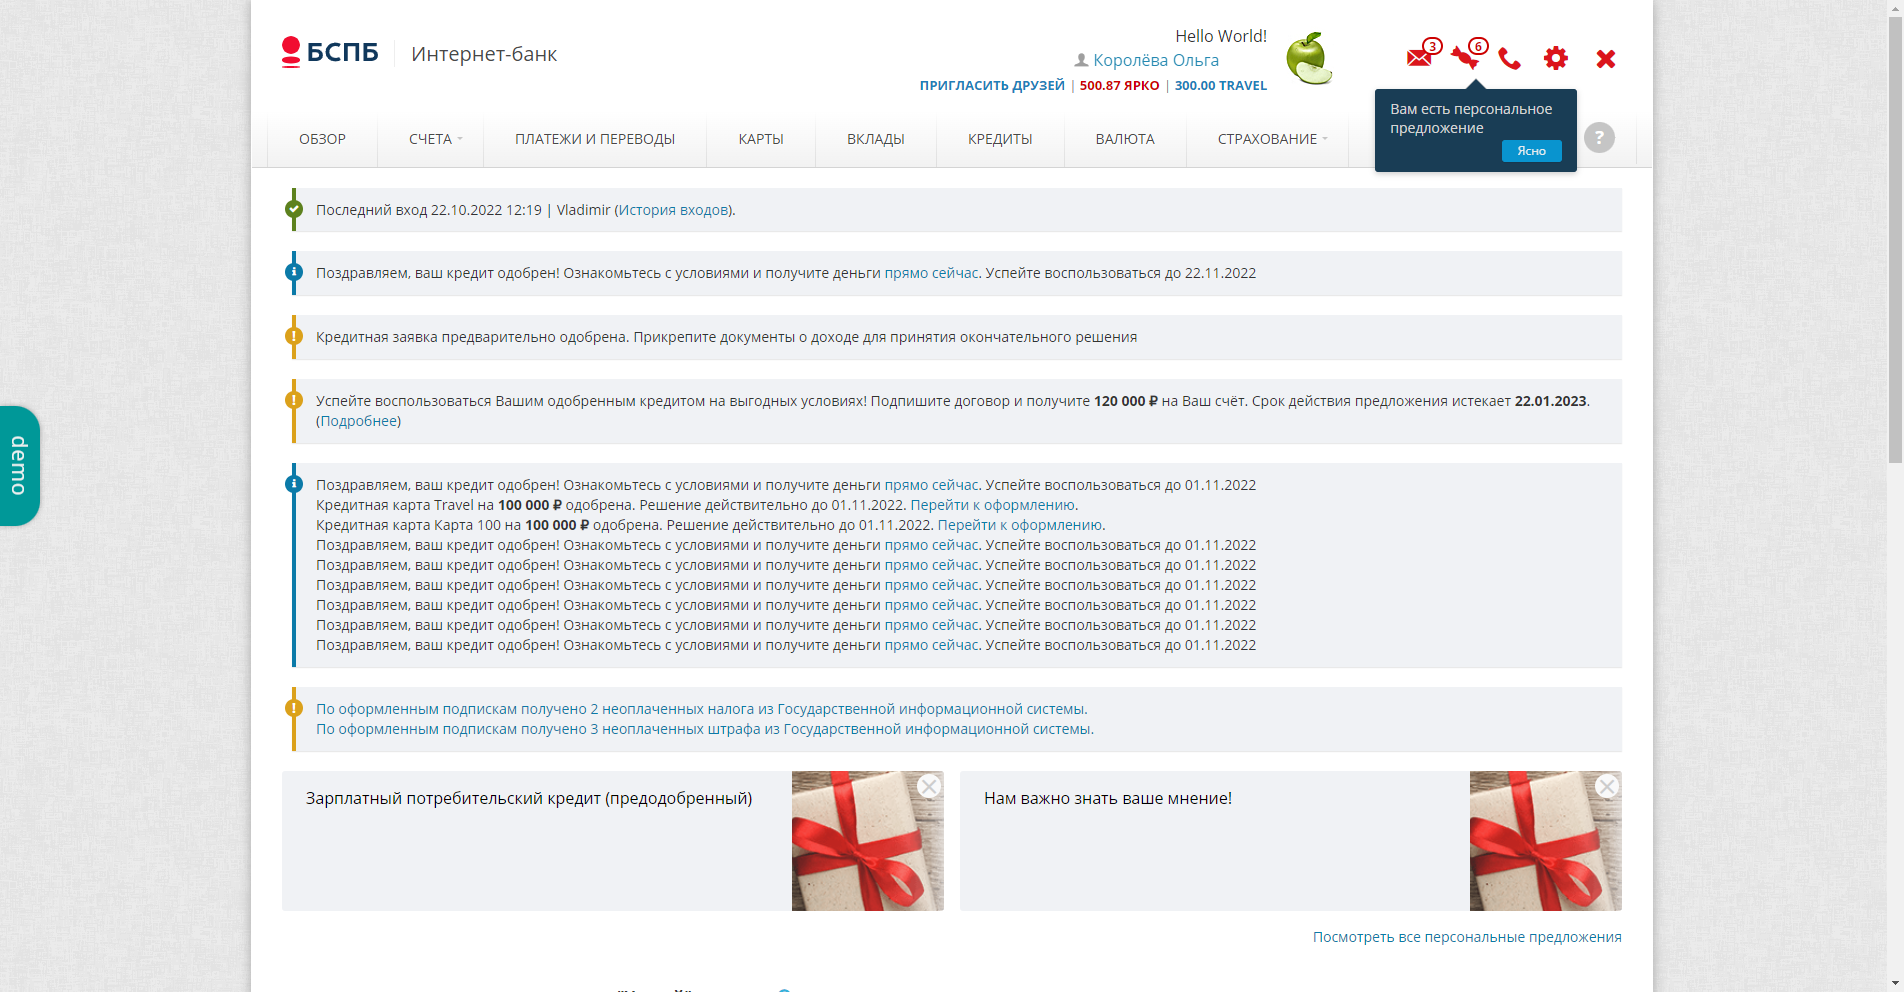 БСПБ
Интернет-банк
Hello World!
Королёва Ольга
ПРИГЛАСИТЬ ДРУЗЕЙ | 500.87 ЯРКО | 300.00 TRAVEL
3
6
Вам есть персональное
предложение
Ясно
?
ОБЗОР
СЧЕТА
ПЛАТЕЖИ И ПЕРЕВОДЫ
КАРТЫ
ВКЛАДЫ
КРЕДИТЫ
ВАЛЮТА
СТРАХОВАНИЕ
demo
Последний вход 22.10.2022 12:19 | Vladimir (История входов).
Поздравляем, ваш кредит одобрен! Ознакомьтесь с условиями и получите деньги прямо сейчас. Успейте воспользоваться до 22.11.2022
Кредитная заявка предварительно одобрена. Прикрепите документы о доходе для принятия окончательного решения
Успейте воспользоваться Вашим одобренным кредитом на выгодных условиях! Подпишите договор и получите 120 000 ₽ на Ваш счёт. Срок действия предложения истекает 22.01.2023.
(Подробнее)
Поздравляем, ваш кредит одобрен! Ознакомьтесь с условиями и получите деньги прямо сейчас. Успейте воспользоваться до 01.11.2022
Кредитная карта Travel на 100 000 ₽ одобрена. Решение действительно до 01.11.2022. Перейти к оформлению.
Кредитная карта Карта 100 на 100 000 ₽ одобрена. Решение действительно до 01.11.2022. Перейти к оформлению.
Поздравляем, ваш кредит одобрен! Ознакомьтесь с условиями и получите деньги прямо сейчас. Успейте воспользоваться до 01.11.2022
Поздравляем, ваш кредит одобрен! Ознакомьтесь с условиями и получите деньги прямо сейчас. Успейте воспользоваться до 01.11.2022
Поздравляем, ваш кредит одобрен! Ознакомьтесь с условиями и получите деньги прямо сейчас. Успейте воспользоваться до 01.11.2022
Поздравляем, ваш кредит одобрен! Ознакомьтесь с условиями и получите деньги прямо сейчас. Успейте воспользоваться до 01.11.2022
Поздравляем, ваш кредит одобрен! Ознакомьтесь с условиями и получите деньги прямо сейчас. Успейте воспользоваться до 01.11.2022
Поздравляем, ваш кредит одобрен! Ознакомьтесь с условиями и получите деньги прямо сейчас. Успейте воспользоваться до 01.11.2022
По оформленным подпискам получено 2 неоплаченных налога из Государственной информационной системы.
По оформленным подпискам получено 3 неоплаченных штрафа из Государственной информационной системы.
Зарплатный потребительский кредит (предодобренный)
Нам важно знать ваше мнение!
Посмотреть все персональные предложения